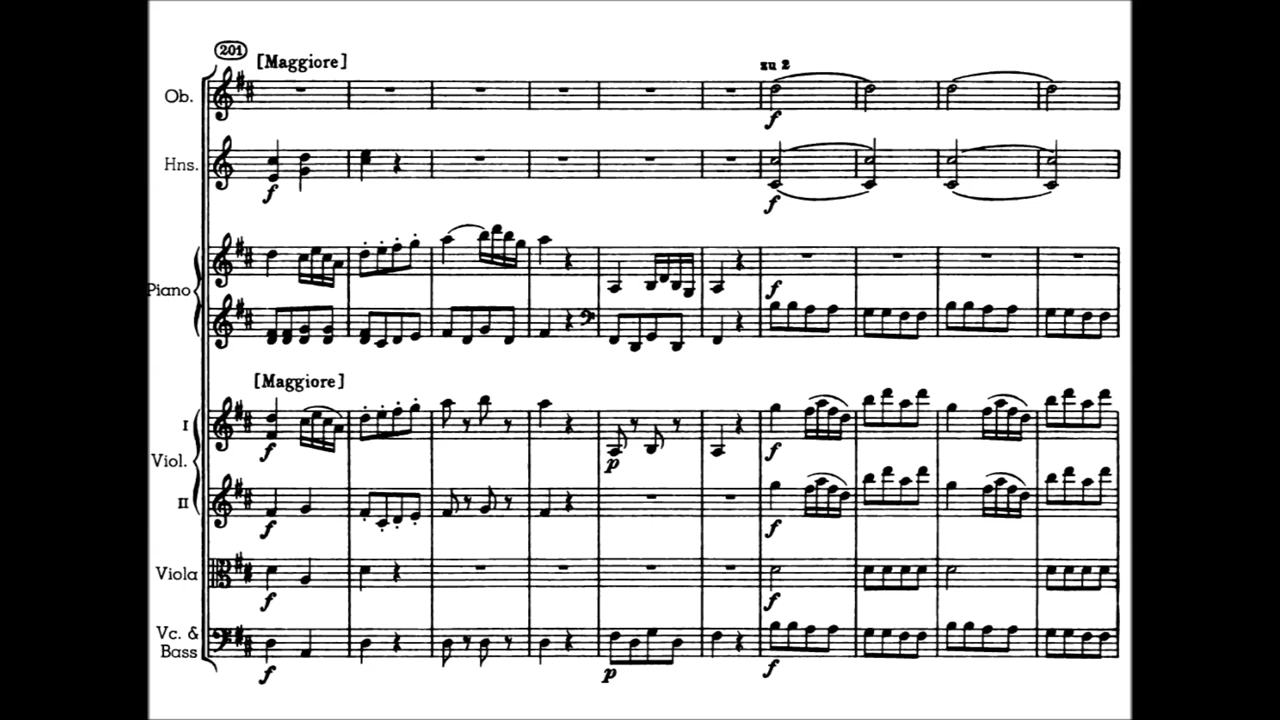 201
[Maggiore]
zu 2
Ob.
f
Hns.
f
f
Piano
f
[Maggiore]
I
f
p
f
Viol.
II
f
f
Viola
f
f
Vc. &
Bass
f
p
f